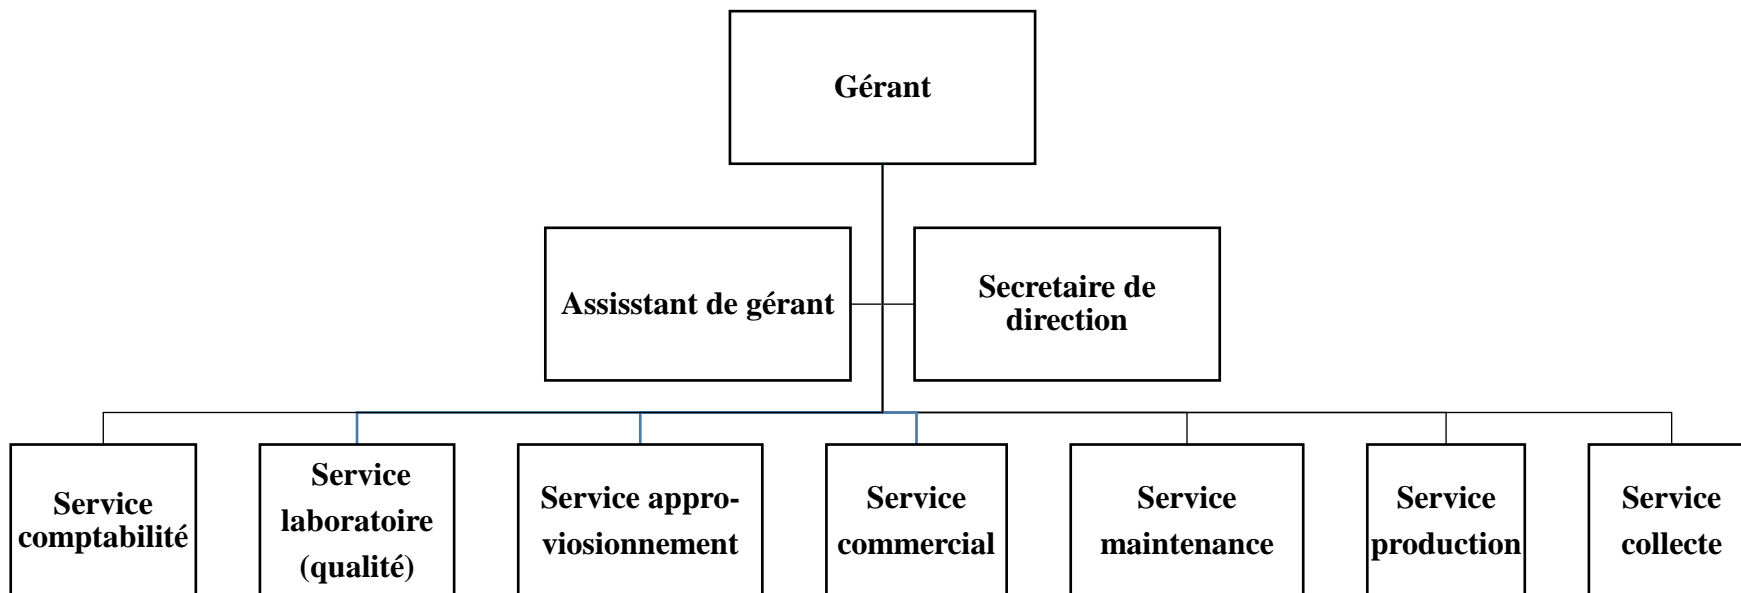 Gérant
Assisstant de gérant
Secretaire de
direction
Service
comptabilité
Service
laboratoire
(qualité)
Service appro-
viosionnement
Service
commercial
Service
maintenance
Service
production
Service
collecte